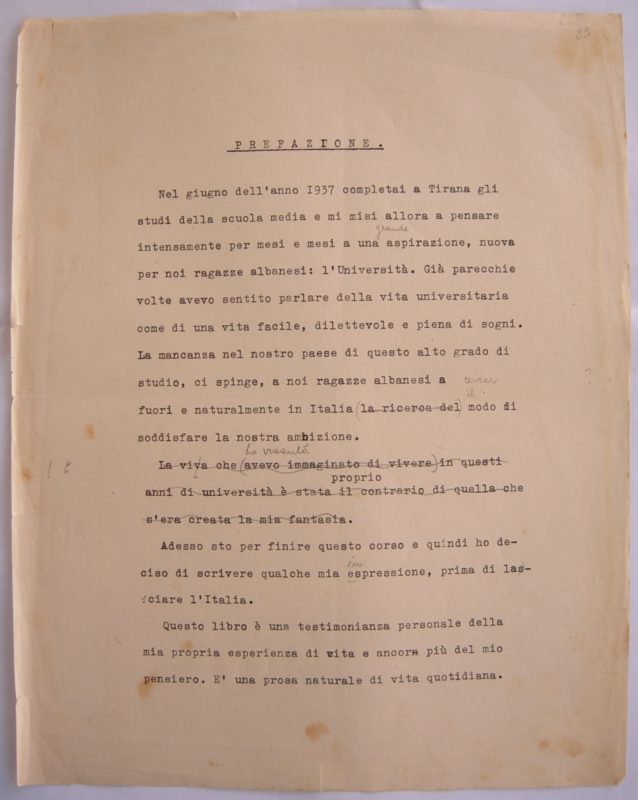 83
PREFAZIONE.
Nel giugno dell'anno 1937 completai a Tirana gli
studi della scuola media e mi misi allora a pensare
grande
intensamente per mesi e mesi a una aspirazione, nuova
per noi ragazze albanesi: l'Università. Già parecchie
volte avevo sentito parlare della vita universitaria
come di una vita facile, dilettevole e piena di sogni.
La mancanza nel nostro paese di questo alto grado di
studio, ci spinge, a noi ragazze albanesi a
il
fuori e naturalmente in Italia (la ricerca del) modo di
soddisfare la nostra ambizione.
ho vissuta
La viva che (avevo immaginato di vivere) in questi
proprio
anni di università è stata il contrario di quella che
s'era creata la mia fantasia.
Adesso sto per finire questo corso e quindi ho de-
im
ciso di scrivere qualche mia espressione, prima di las-
ciare l'Italia.
Questo libro è una testimonianza personale della
mia propria esperienza di vita e ancora più del mio
pensiero. E' una prosa naturale di vita quotidiana.